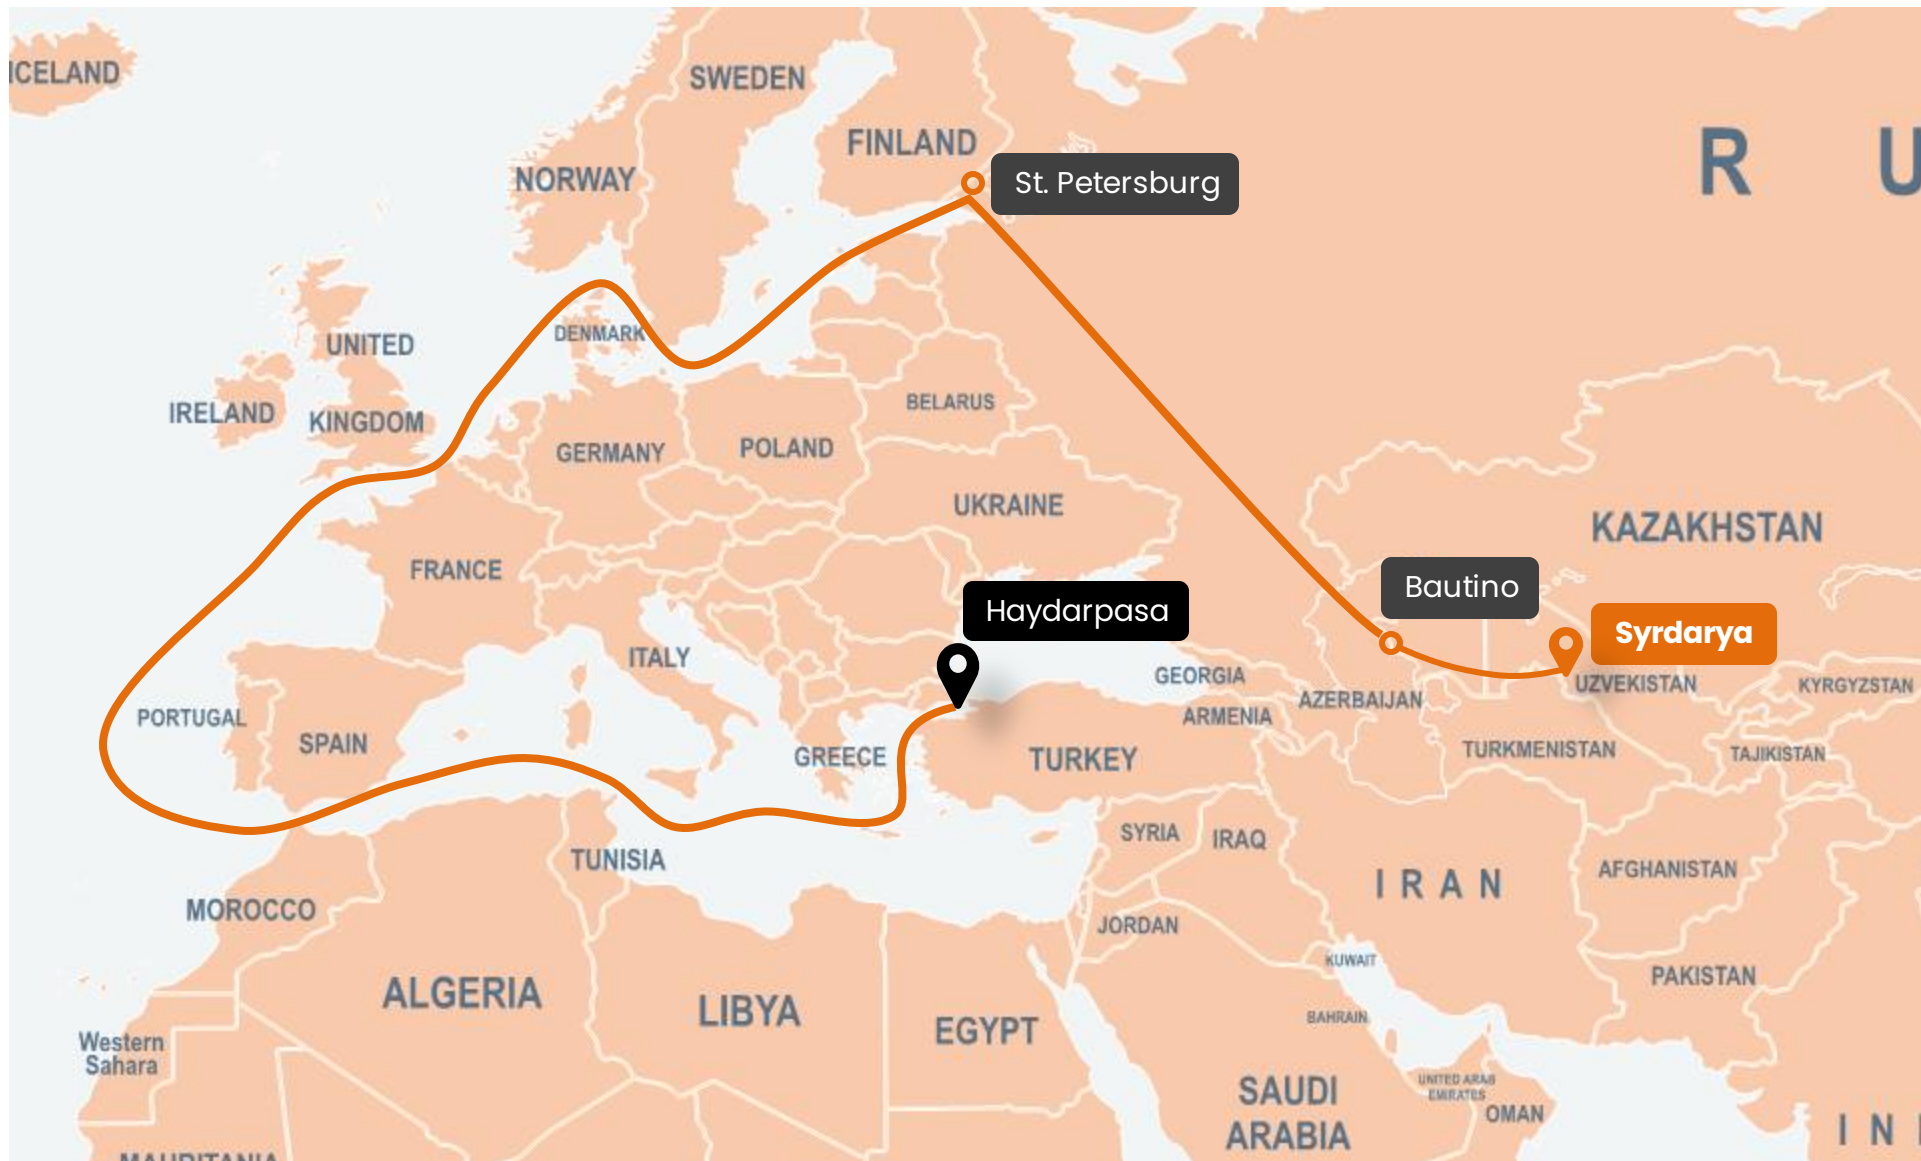 ICELAND
SWEDEN
FINLAND
NORWAY
St. Petersburg
R U
DENMARK
UNITED
KINGDOM
IRELAND
BELARUS
GERMANY
POLAND
UKRAINE
KAZAKHSTAN
FRANCE
Bautino
Haydarpasa
Syrdarya
ITALY
GEORGIA
UZVEKISTAN
KYRGYZSTAN
AZERBAIJAN
PORTUGAL
ARMENIA
SPAIN
GREECE
TURKEY
TURKMENISTAN
TAJIKISTAN
SYRIA
IRAQ
TUNISIA
AFGHANISTAN
IRAN
MOROCCO
JORDAN
KUWAIT
PAKISTAN
ALGERIA
LIBYA
EGYPT
BAHRAIN
Western
Sahara
UNITED ARAB
EMIRATES
OMAN
SAUDI
ARABIA
IN
MAURITANIA